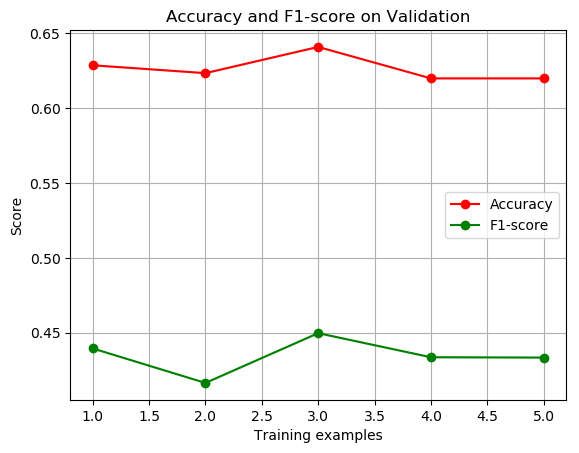 Accuracy and F1-score on Validation
0.65
0.60
0.55
0.50
0.45
Score
Accuracy
F1-score
1.0 1.5 2.0 2.5 3.0 3.5 4.0 4.5 5.0
Training examples